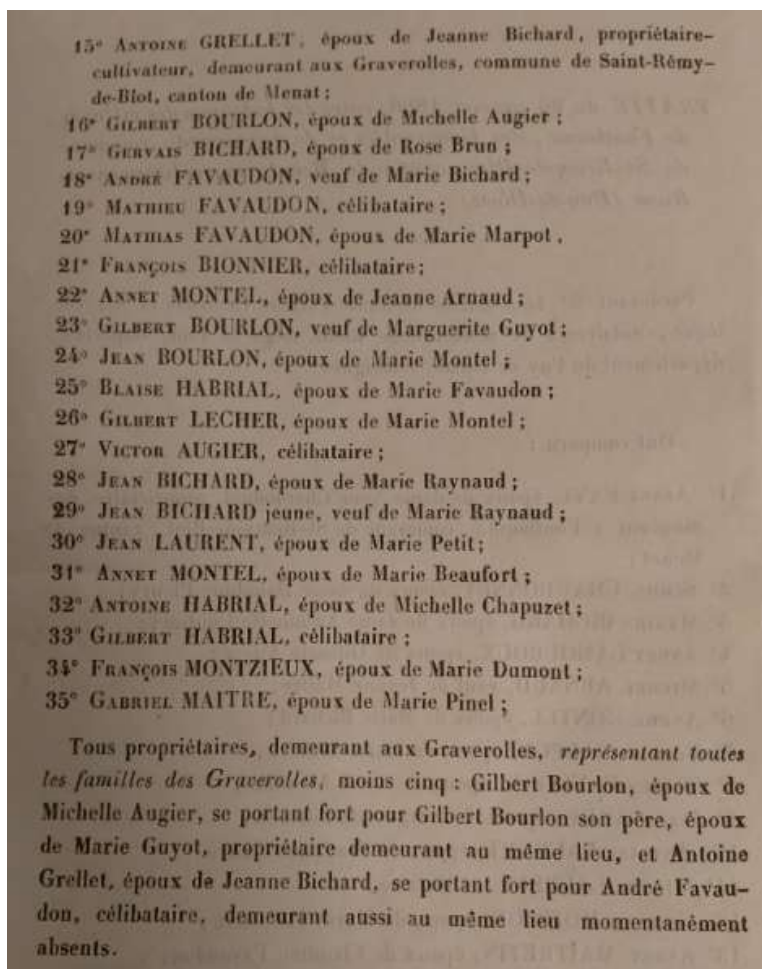 15° ANTOINE GRELLET, époux de Jeanne Bichard, propriétaire-
cultivateur, demeurant aux Graverolles, commune de Saint-Rémy-
de-Blot, canton de Menat ;
16° GILBERT BOURLON, époux de Michelle Augier ;
17° GERVAIS BICHARD, époux de Rose Brun ;
18° ANDRÉ FAVAUDON, veuf de Marie Bichard ;
19° MATHIEU FAVAUDON, célibataire ;
20° MATHIAS FAVAUDON, époux de Marie Marpot.
21° FRANÇOIS BIONNIER, célibataire ;
22° ANNET MONTEL, époux de Jeanne Arnaud ;
23° GILBERT BOURLON, veuf de Marguerite Guyot ;
24° JEAN BOURLON, époux de Marie Montel ;
25° BLAISE HABRIAL, époux de Marie Favaudon ;
26° GILBERT LECHER, époux de Marie Montel ;
27° VICTOR AUGIER, célibataire ;
28° JEAN BICHARD, époux de Marie Raynaud ;
29° JEAN BICHARD jeune, veuf de Marie Raynaud ;
30° JEAN LAURENT, époux de Marie Petit ;
31° ANNET MONTEL, époux de Marie Beaufort ;
32° ANTOINE HABRIAL, époux de Michelle Chapuzet ;
33° GILBERT HABRIAL, célibataire ;
34° FRANÇOIS MONTZIEUX, époux de Marie Dumont ;
35° GABRIEL MAITRE, époux de Marie Pinel ;
Tous propriétaires, demeurant aux Graverolles, représentant toutes
les familles des Graverolles, moins cinq : Gilbert Bourlon, époux de
Michelle Augier, se portant fort pour Gilbert Bourlon son père, époux
de Marie Guyot, propriétaire demeurant au même lieu, et Antoine
Grellet, époux de Jeanne Bichard, se portant fort pour André Favau-
don, célibataire, demeurant aussi au même lieu momentanément
absents.